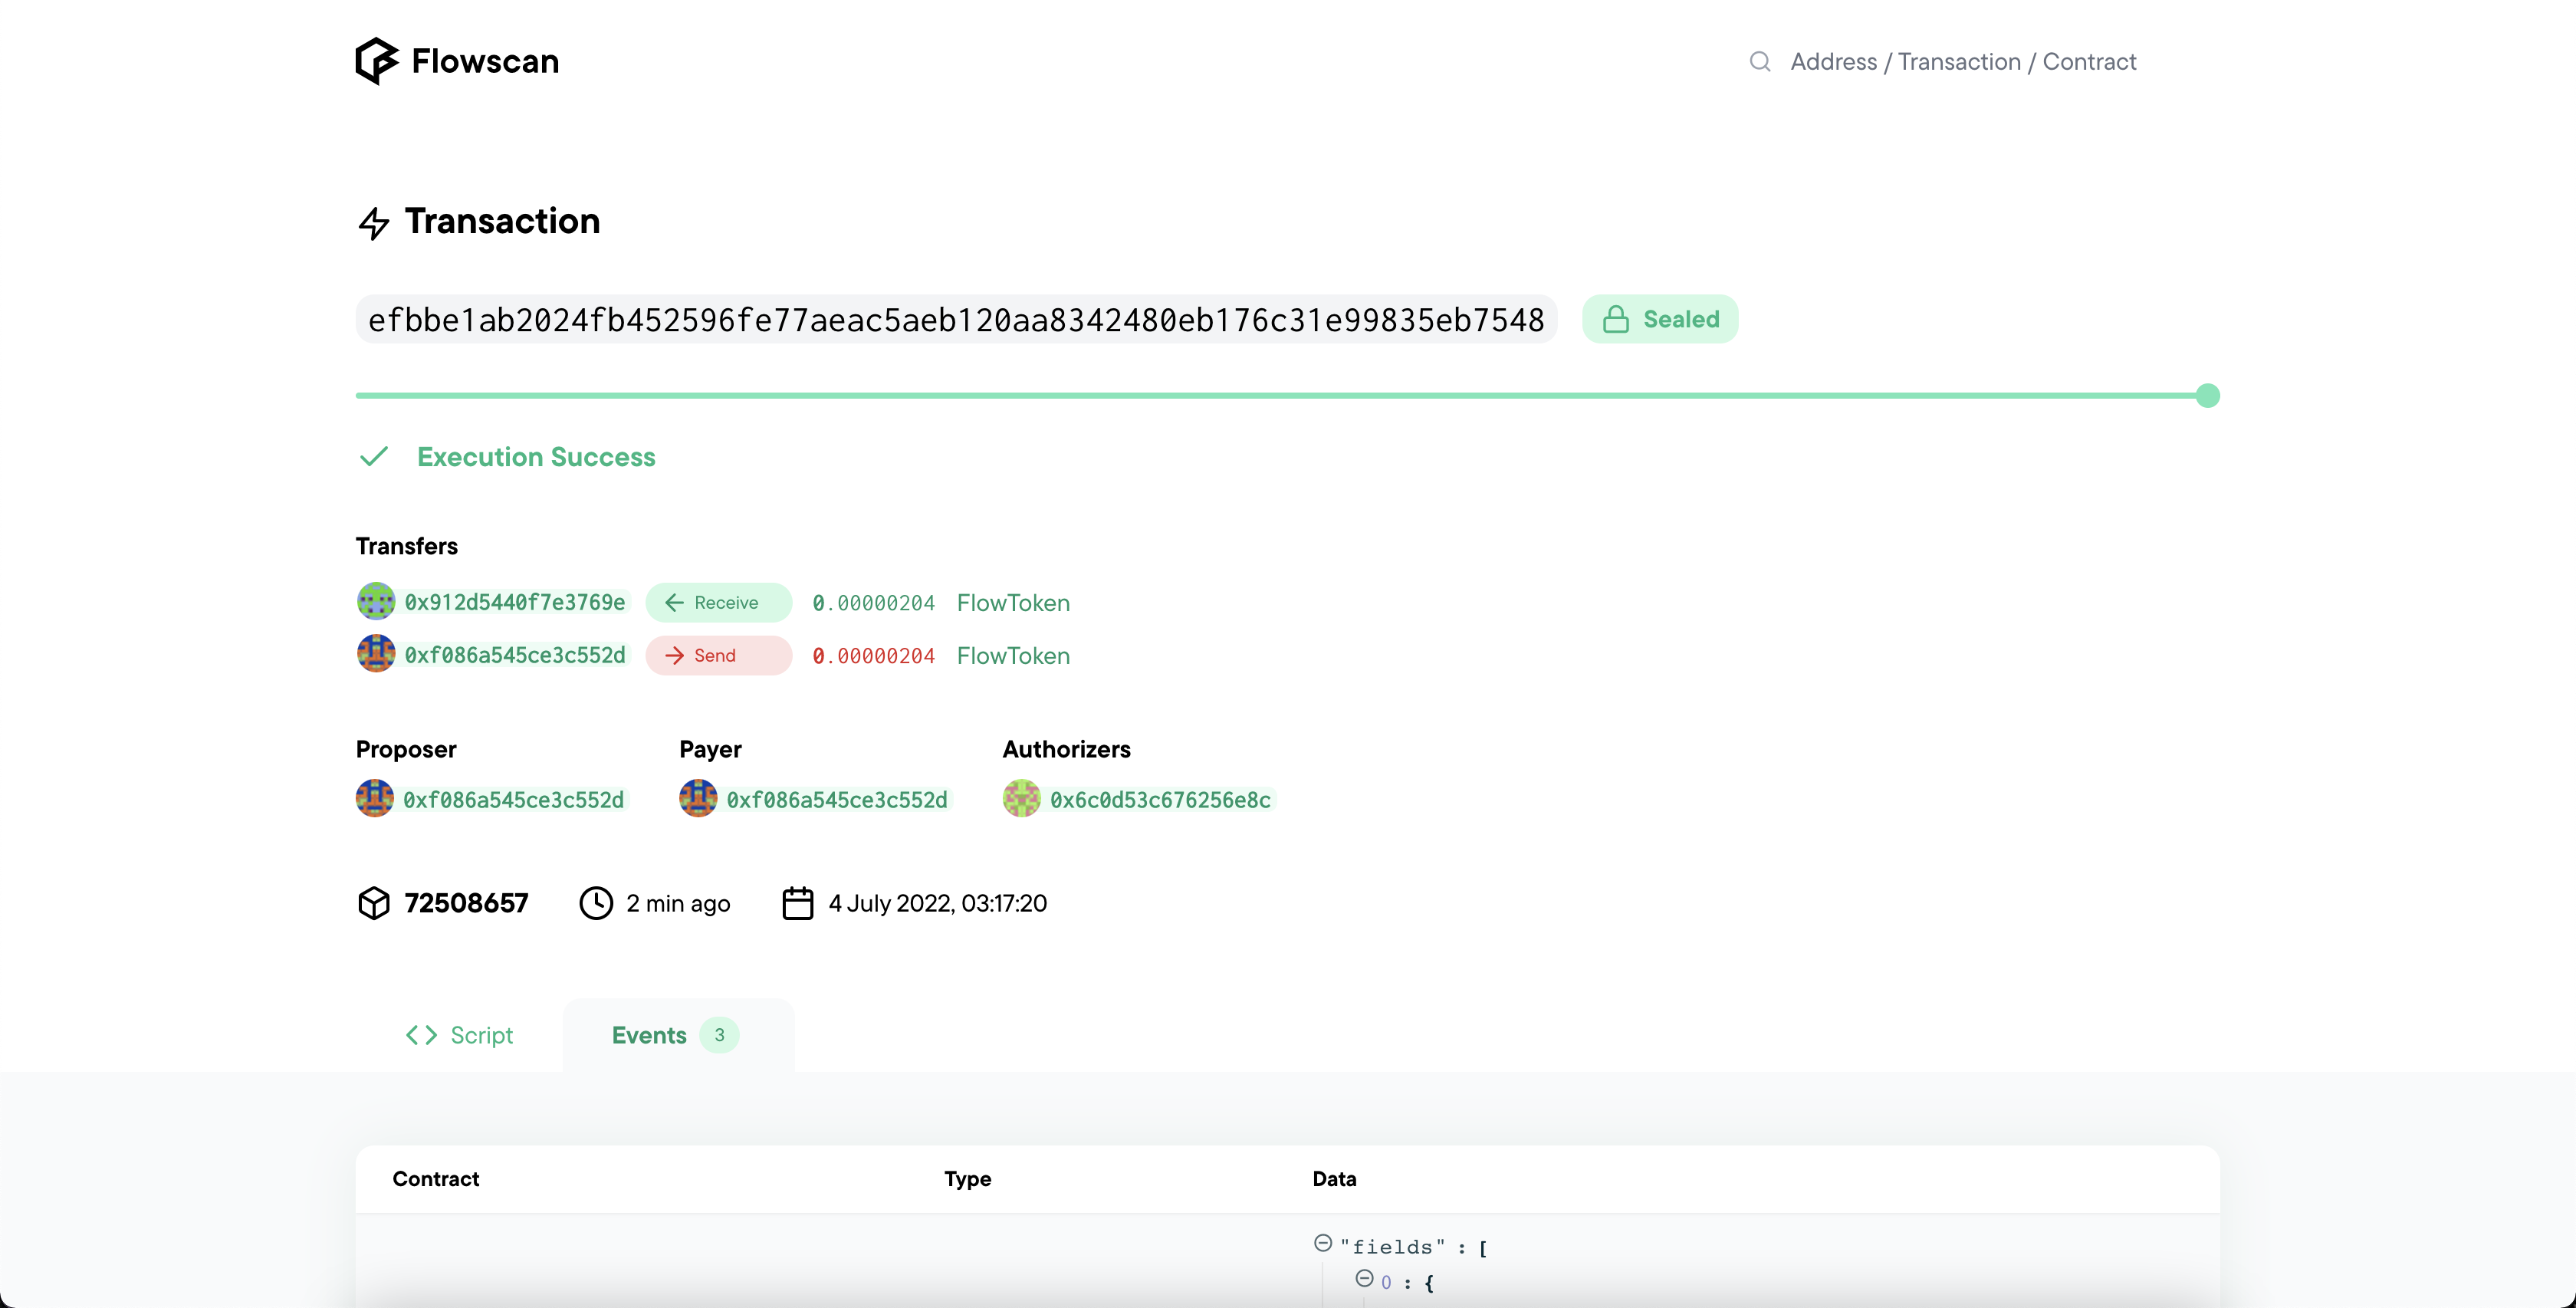 Flowscan
Address / Transaction / Contract
Transaction
efbbe1ab2024fb452596fe77aeac5aeb120aa8342480eb176c31e99835eb7548
Sealed
Execution Success
Transfers
0x912d5440f7e3769e Receive 0.00000204 FlowToken
0xf086a545ce3c552d Send 0.00000204 FlowToken
Proposer Payer Authorizers
0xf086a545ce3c552d 0xf086a545ce3c552d 0x6c0d53c676256e8c
72508657 2 min ago 4 July 2022, 03:17:20
Script Events 3
Contract Type Data
"fields" : [
0 : {